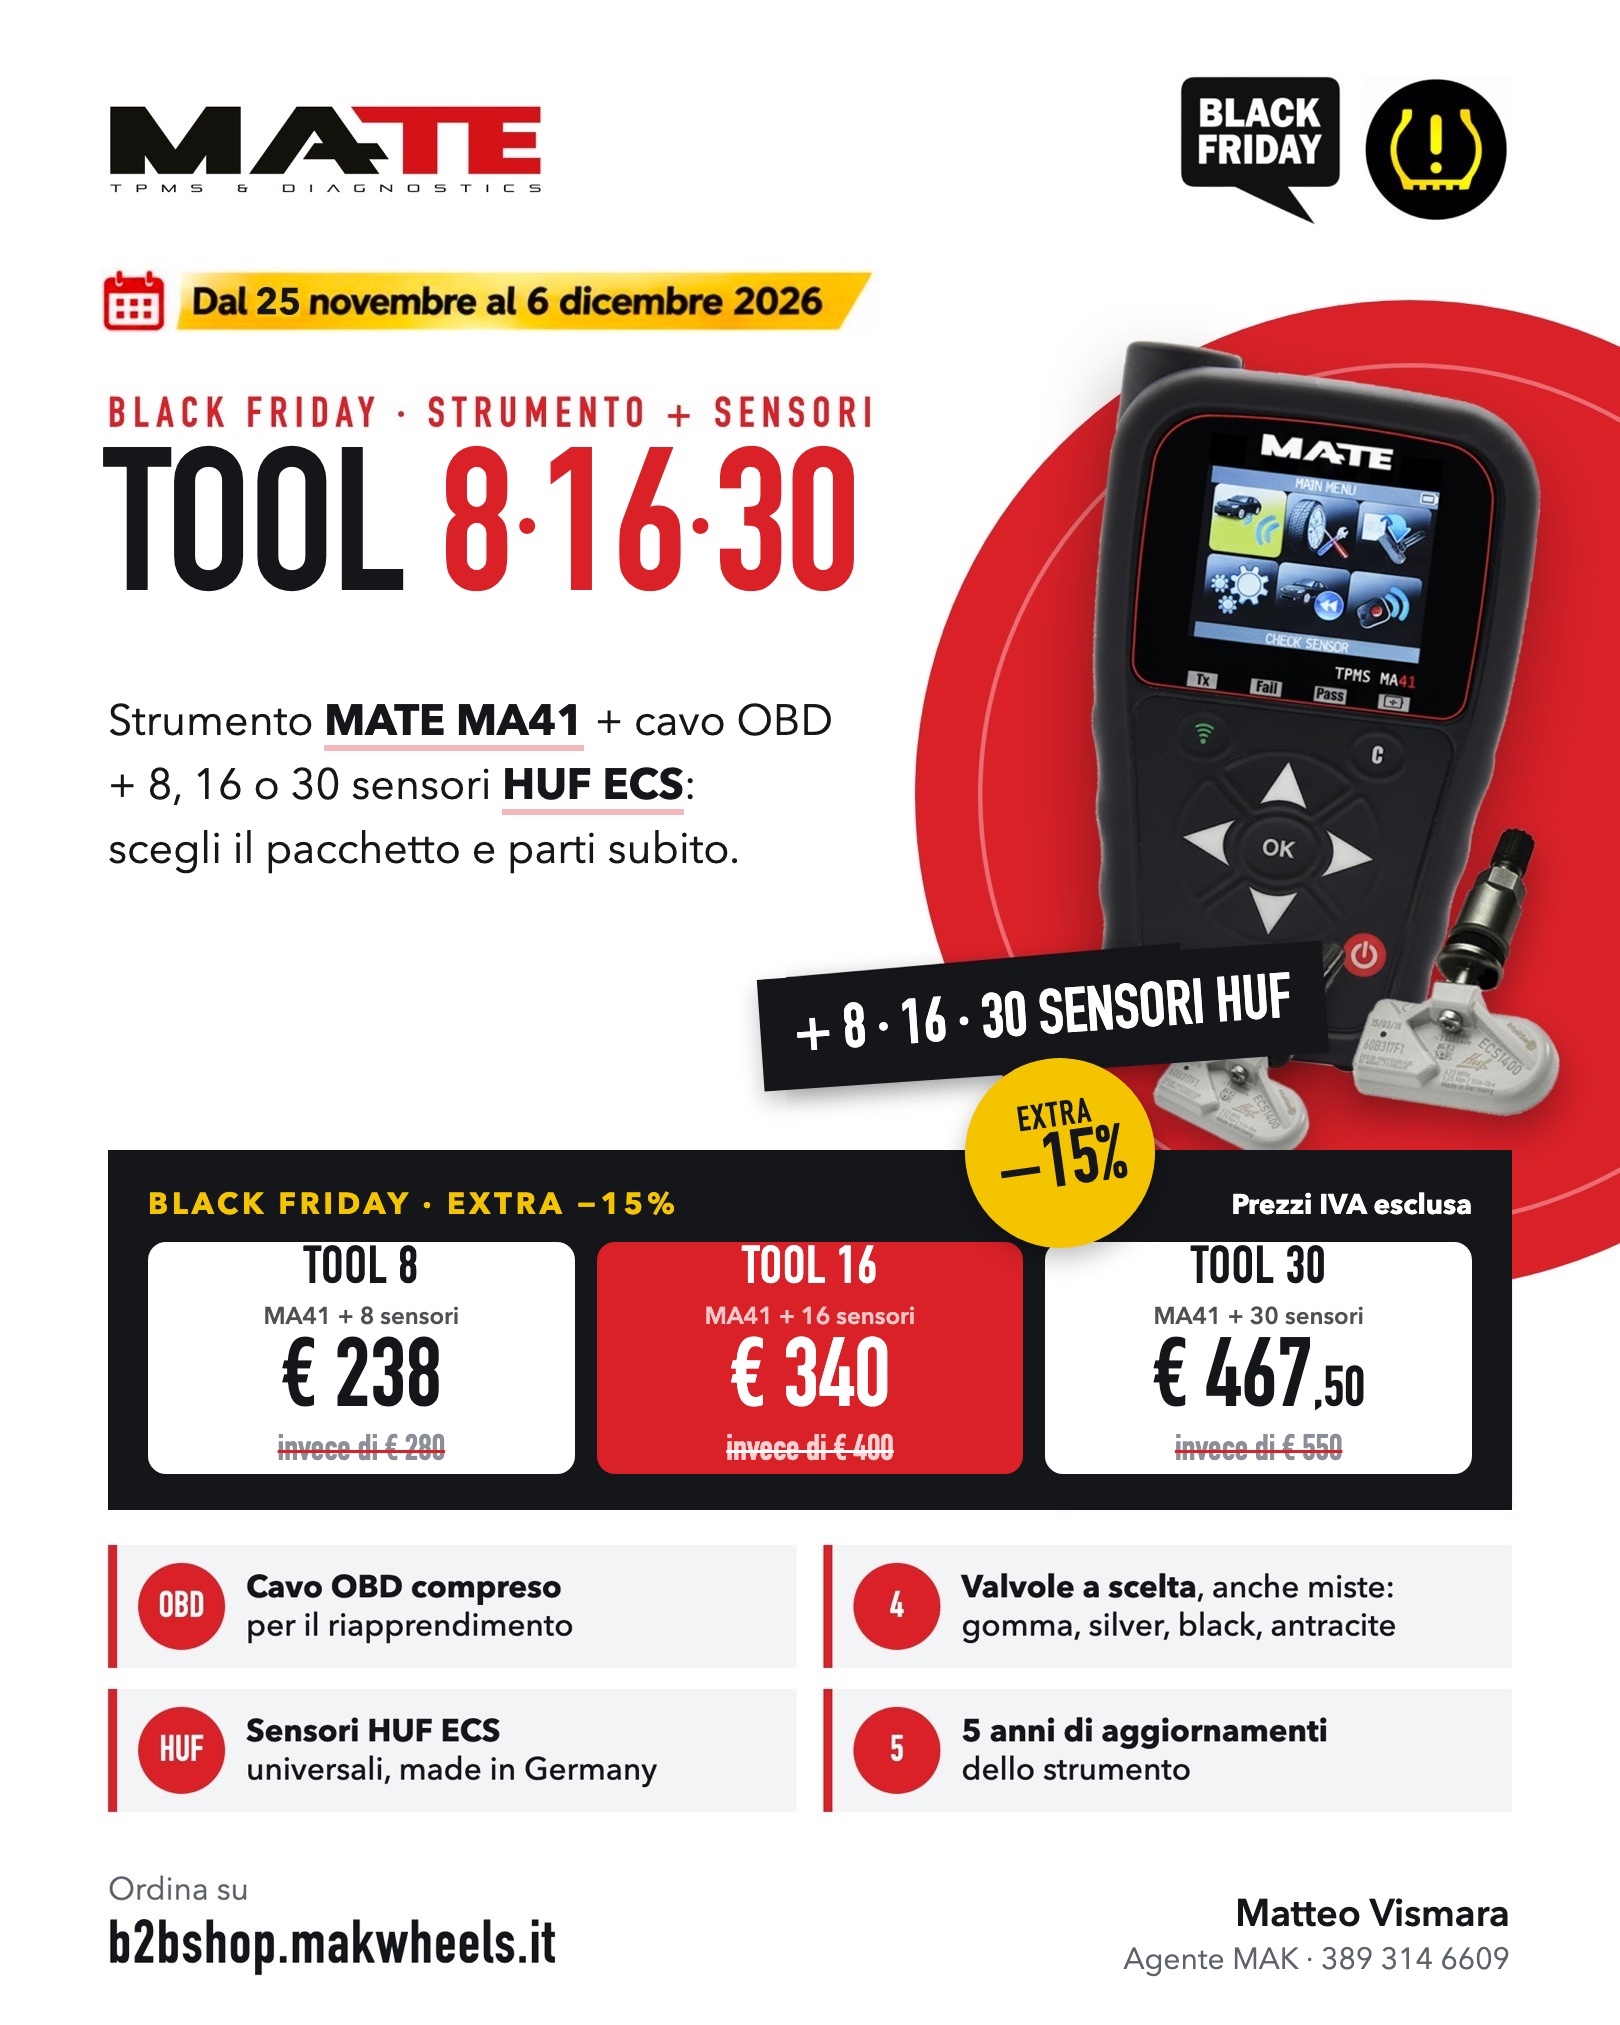 MATE
TPMS & DIAGNOSTICS
BLACK
FRIDAY
Dal 25 novembre al 6 dicembre 2026
BLACK FRIDAY · STRUMENTO + SENSORI
TOOL 8·16·30
Strumento MATE MA41 + cavo OBD
+ 8, 16 o 30 sensori HUF ECS:
scegli il pacchetto e parti subito.
MATE
MAIN MENU
CHECK SENSOR
TPMS MA41
Tx Fail Pass
C
OK
+ 8 · 16 · 30 SENSORI HUF
60B317F1
Huf
ECS1400
ECS1400
EXTRA
–15%
BLACK FRIDAY · EXTRA –15%
Prezzi IVA esclusa
TOOL 8
MA41 + 8 sensori
€ 238
invece di € 280
TOOL 16
MA41 + 16 sensori
€ 340
invece di € 400
TOOL 30
MA41 + 30 sensori
€ 467,50
invece di € 550
OBD
Cavo OBD compreso
per il riapprendimento
4
Valvole a scelta, anche miste:
gomma, silver, black, antracite
HUF
Sensori HUF ECS
universali, made in Germany
5
5 anni di aggiornamenti
dello strumento
Ordina su
b2bshop.makwheels.it
Matteo Vismara
Agente MAK · 389 314 6609